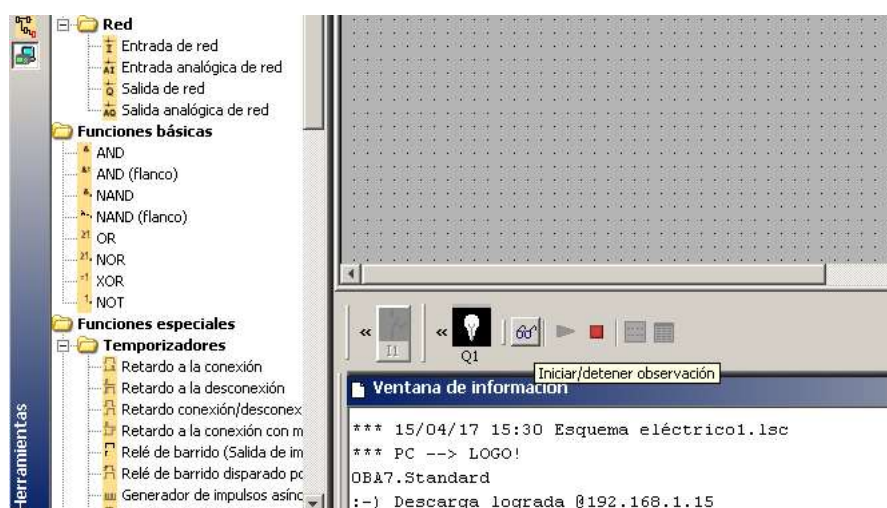 Red
Entrada de red
Entrada analógica de red
Salida de red
Salida analógica de red
Funciones básicas
AND
AND (flanco)
NAND
NAND (flanco)
OR
NOR
XOR
NOT
Funciones especiales
Temporizadores
Retardo a la conexión
Retardo a la desconexión
Retardo conexión/desconex
Retardo a la conexión con m
Relé de barrido (Salida de im
Relé de barrido disparado po
Generador de impulsos asínc
Herramientas
«
I1
«
Q1
Iniciar/detener observación
Ventana de información
*** 15/04/17 15:30 Esquema eléctrico1.lsc
*** PC --> LOGO!
OBA7.Standard
:-) Descarga lograda @192.168.1.15